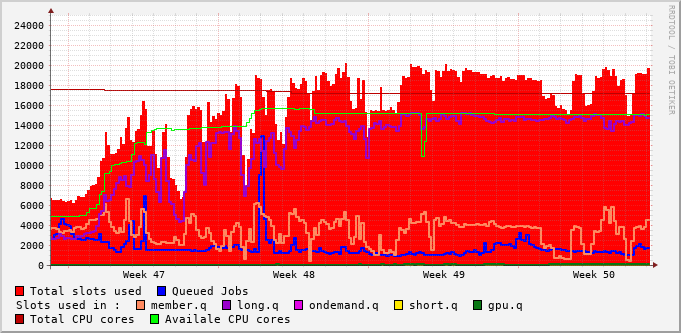 24000
22000
20000
18000
16000
14000
12000
10000
8000
6000
4000
2000
0
Week 47 Week 48 Week 49 Week 50
Total slots used Queued Jobs
Slots used in : member.q long.q ondemand.q short.q gpu.q
Total CPU cores Availale CPU cores
RRDTOOL / TOBI OETIKER